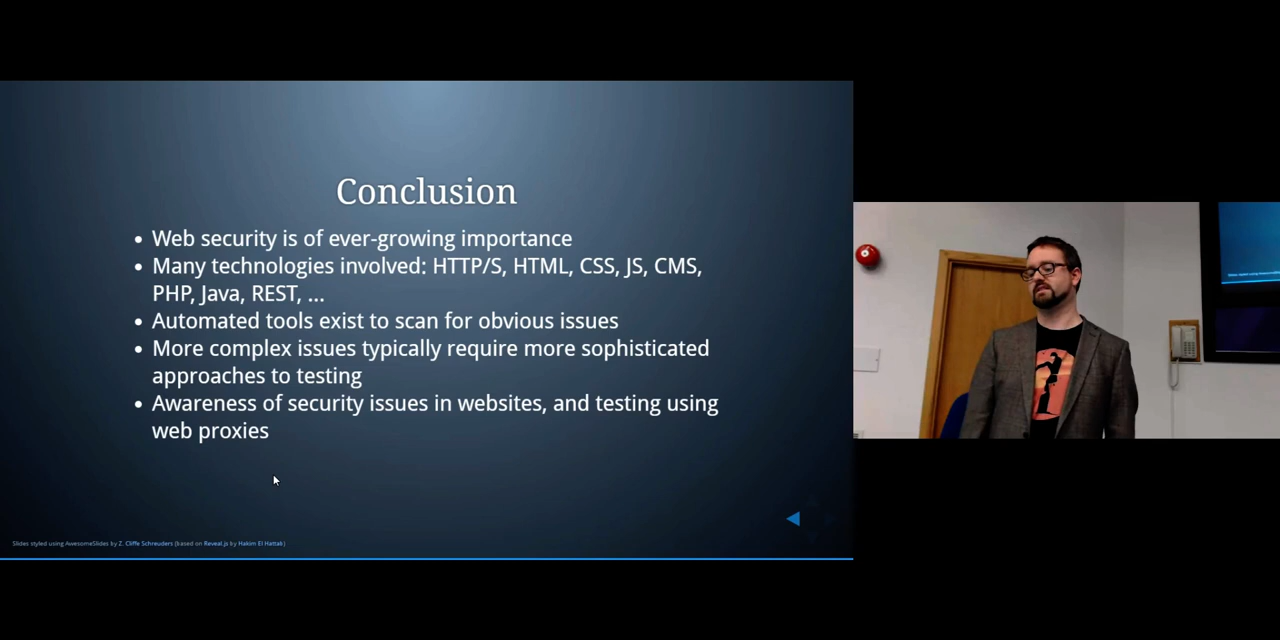 Conclusion
• Web security is of ever-growing importance
• Many technologies involved: HTTP/S, HTML, CSS, JS, CMS,
PHP, Java, REST, ...
• Automated tools exist to scan for obvious issues
• More complex issues typically require more sophisticated
approaches to testing
• Awareness of security issues in websites, and testing using
web proxies
Slides styled using AwesomeSlides by Z. Cliffe Schreuders (based on Reveal.js by Hakim El Hattab)